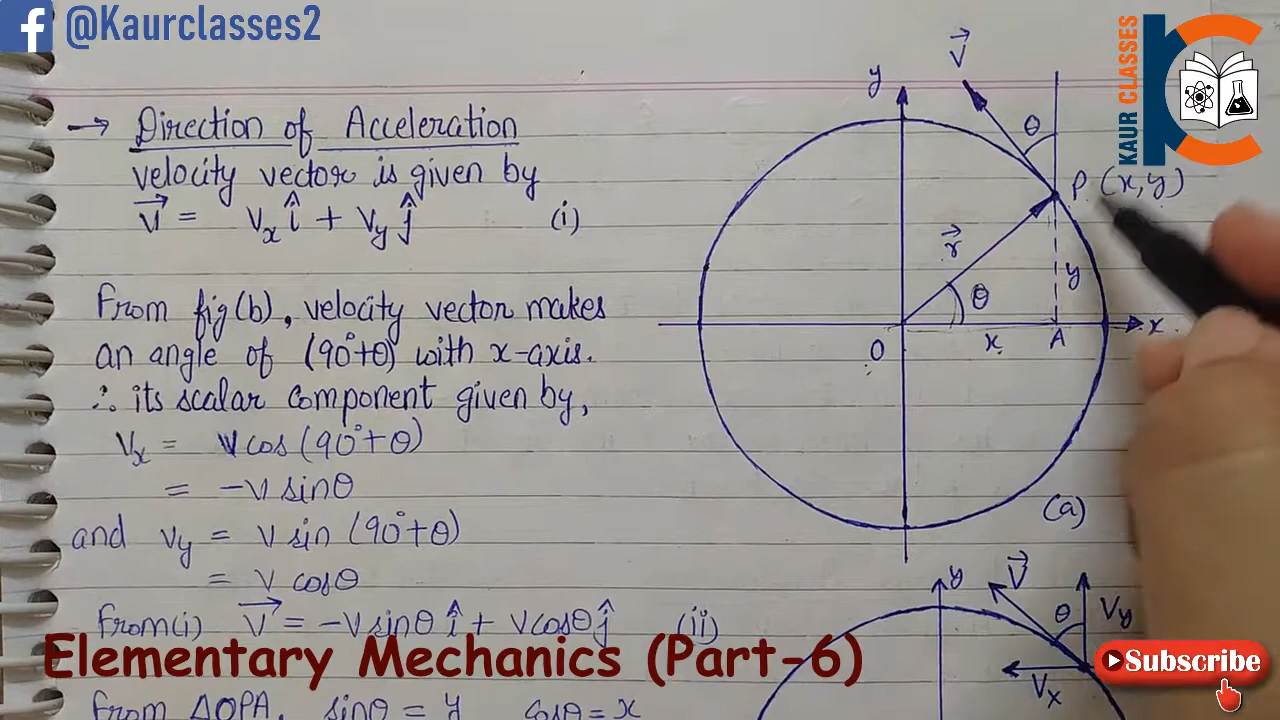 f @Kaurclasses2
→ Direction of Acceleration
velocity vector is given by
v⃗ = Vx î + Vy ĵ (i)
From fig(b), velocity vector makes
an angle of (90°+θ) with x-axis.
∴ its scalar component given by,
Vx = v cos (90°+θ)
= -v sinθ
and vy = v sin (90°+θ)
= v cosθ
From(i) V⃗ = -v sinθ î + v cosθ ĵ (ii)
From ΔOPA, sinθ = y cosθ = x
y
V⃗
θ
P (x,y)
r⃗
θ
y
O
x
A
x
(a)
y
V⃗
θ
Vy
Vx
KAUR CLASSES
Elementary Mechanics (Part-6)
Subscribe